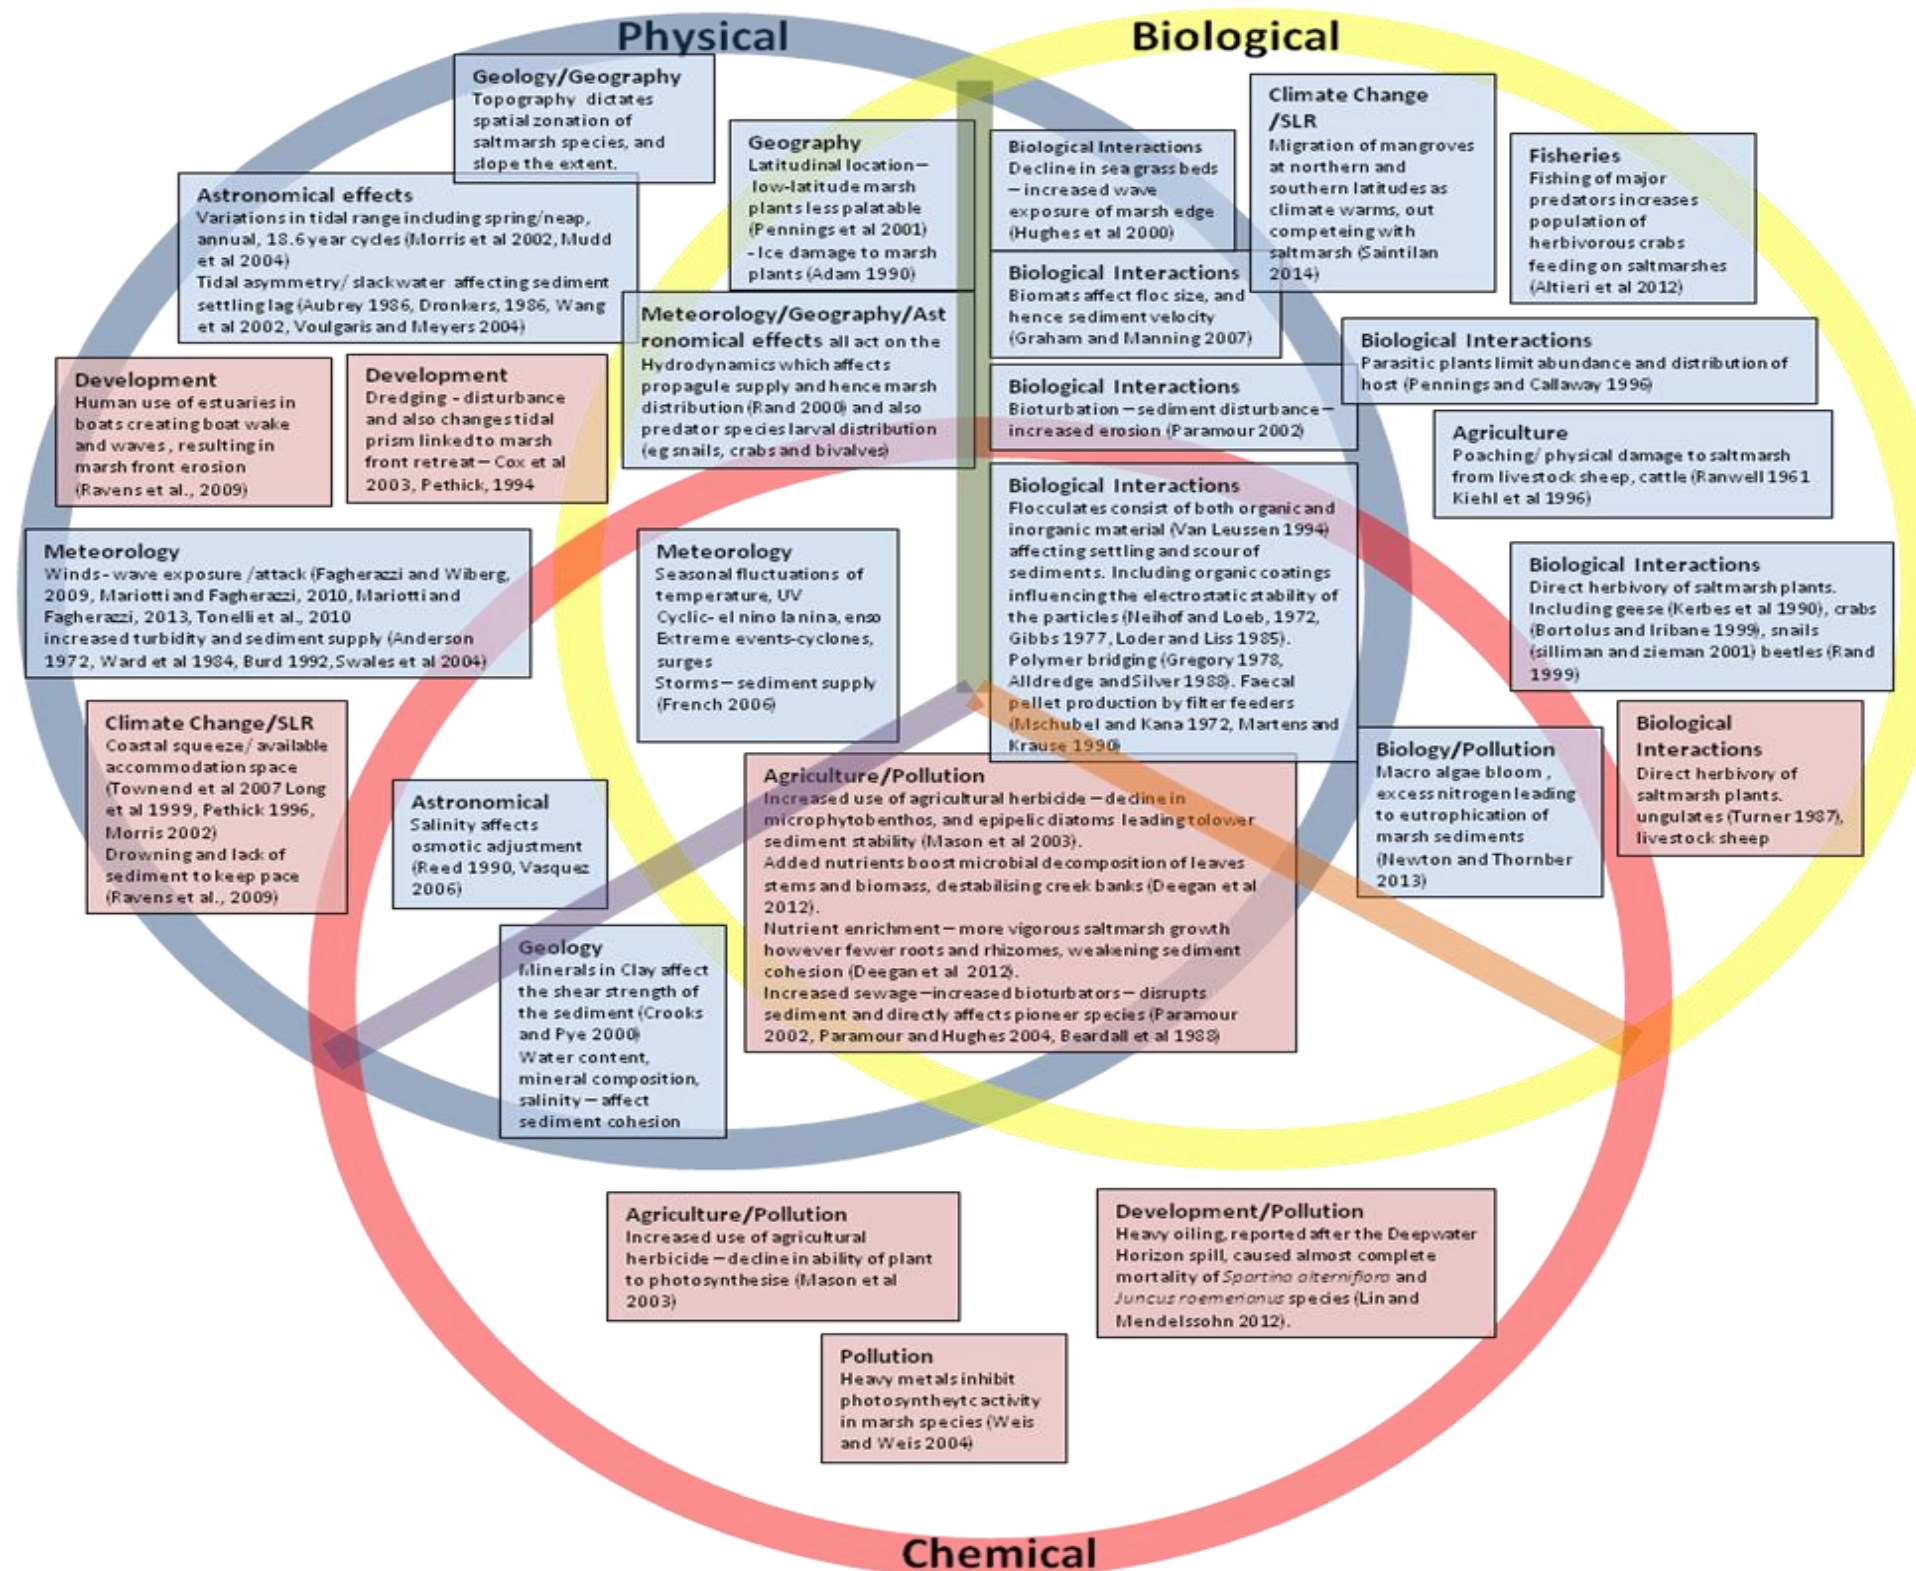 Physical
Biological
Geology/Geography
Topography dictates
spatial zonation of
saltmarsh species, and
slope the extent.
Geography
Latitudinal location—
low-latitude marsh
plants less palatable
(Pennings et al 2001)
- Ice damage to marsh
plants (Adam 1990)
Biological Interactions
Decline in sea grass beds
– increased wave
exposure of marsh edge
(Hughes et al 2000)
Climate Change
/SLR
Migration of mangroves
at northern and
southern latitudes as
climate warms, out
competeing with
saltmarsh (Saintilan
2014)
Fisheries
Fishing of major
predators increases
population of
herbivorous crabs
feeding on saltmarshes
(Altieri et al 2012)
Astronomical effects
Variations in tidal range including spring/neap,
annual, 18.6 year cycles (Morris et al 2002, Mudd
et al 2004)
Tidal asymmetry/ slackwater affecting sediment
settling lag (Aubrey 1986, Dronkers, 1986, Wang
et al 2002, Voulgaris and Meyers 2004)
Meteorology/Geography/Ast
ronomical effects all act on the
Hydrodynamics which affects
propagule supply and hence marsh
distribution (Rand 2000) and also
predator species larval distribution
(eg snails, crabs and bivalves)
Biological Interactions
Biomats affect floc size, and
hence sediment velocity
(Graham and Manning 2007)
Biological Interactions
Parasitic plants limit abundance and distribution of
host (Pennings and Callaway 1996)
Development
Human use of estuaries in
boats creating boat wake
and waves , resulting in
marsh front erosion
(Ravens et al., 2009)
Development
Dredging - disturbance
and also changes tidal
prism linked to marsh
front retreat— Cox et al
2003, Pethick, 1994
Biological Interactions
Bioturbation – sediment disturbance –
increased erosion (Paramour 2002)
Agriculture
Poaching/ physical damage to saltmarsh
from livestock sheep, cattle (Ranwell 1961
Kiehl et al 1996)
Biological Interactions
Flocculates consist of both organic and
inorganic material (Van Leussen 1994)
affecting settling and scour of
sediments. Including organic coatings
influencing the electrostatic stability of
the particles (Neihof and Loeb, 1972,
Gibbs 1977, Loder and Liss 1985).
Polymer bridging (Gregory 1978,
Alldredge and Silver 1988). Faecal
pellet production by filter feeders
(Mschubel and Kana 1972, Martens and
Krause 1990)
Meteorology
Winds - wave exposure /attack (Fagherazzi and Wiberg,
2009, Mariotti and Fagherazzi, 2010, Mariotti and
Fagherazzi, 2013, Tonelli et al., 2010
increased turbidity and sediment supply (Anderson
1972, Ward et al 1984, Burd 1992, Swales et al 2004)
Meteorology
Seasonal fluctuations of
temperature, UV
Cyclic- el nino la nina, enso
Extreme events-cyclones,
surges
Storms – sediment supply
(French 2006)
Biological Interactions
Direct herbivory of saltmarsh plants.
Including geese (Kerbes et al 1990), crabs
(Bortolus and Iribane 1999), snails
(silliman and zieman 2001) beetles (Rand
1999)
Climate Change/SLR
Coastal squeeze/ available
accommodation space
(Townend et al 2007 Long
et al 1999, Pethick 1996,
Morris 2002)
Drowning and lack of
sediment to keep pace
(Ravens et al., 2009)
Astronomical
Salinity affects
osmotic adjustment
(Reed 1990, Vasquez
2006)
Agriculture/Pollution
Increased use of agricultural herbicide – decline in
microphytobenthos, and epipelic diatoms leading to lower
sediment stability (Mason et al 2003).
Added nutrients boost microbial decomposition of leaves
stems and biomass, destabilising creek banks (Deegan et al
2012).
Nutrient enrichment – more vigorous saltmarsh growth
however fewer roots and rhizomes, weakening sediment
cohesion (Deegan et al 2012).
Increased sewage – increased bioturbators – disrupts
sediment and directly affects pioneer species (Paramour
2002, Paramour and Hughes 2004, Beardall et al 1988)
Biology/Pollution
Macro algae bloom ,
excess nitrogen leading
to eutrophication of
marsh sediments
(Newton and Thornber
2013)
Biological
Interactions
Direct herbivory of
saltmarsh plants.
ungulates (Turner 1987),
livestock sheep
Geology
Minerals in Clay affect
the shear strength of
the sediment (Crooks
and Pye 2000)
Water content,
mineral composition,
salinity – affect
sediment cohesion
Agriculture/Pollution
Increased use of agricultural
herbicide – decline in ability of plant
to photosynthesise (Mason et al
2003)
Development/Pollution
Heavy oiling, reported after the Deepwater
Horizon spill, caused almost complete
mortality of Spartina alterniflora and
Juncus roemerianus species (Lin and
Mendelssohn 2012).
Pollution
Heavy metals inhibit
photosyntheytc activity
in marsh species (Weis
and Weis 2004)
Chemical